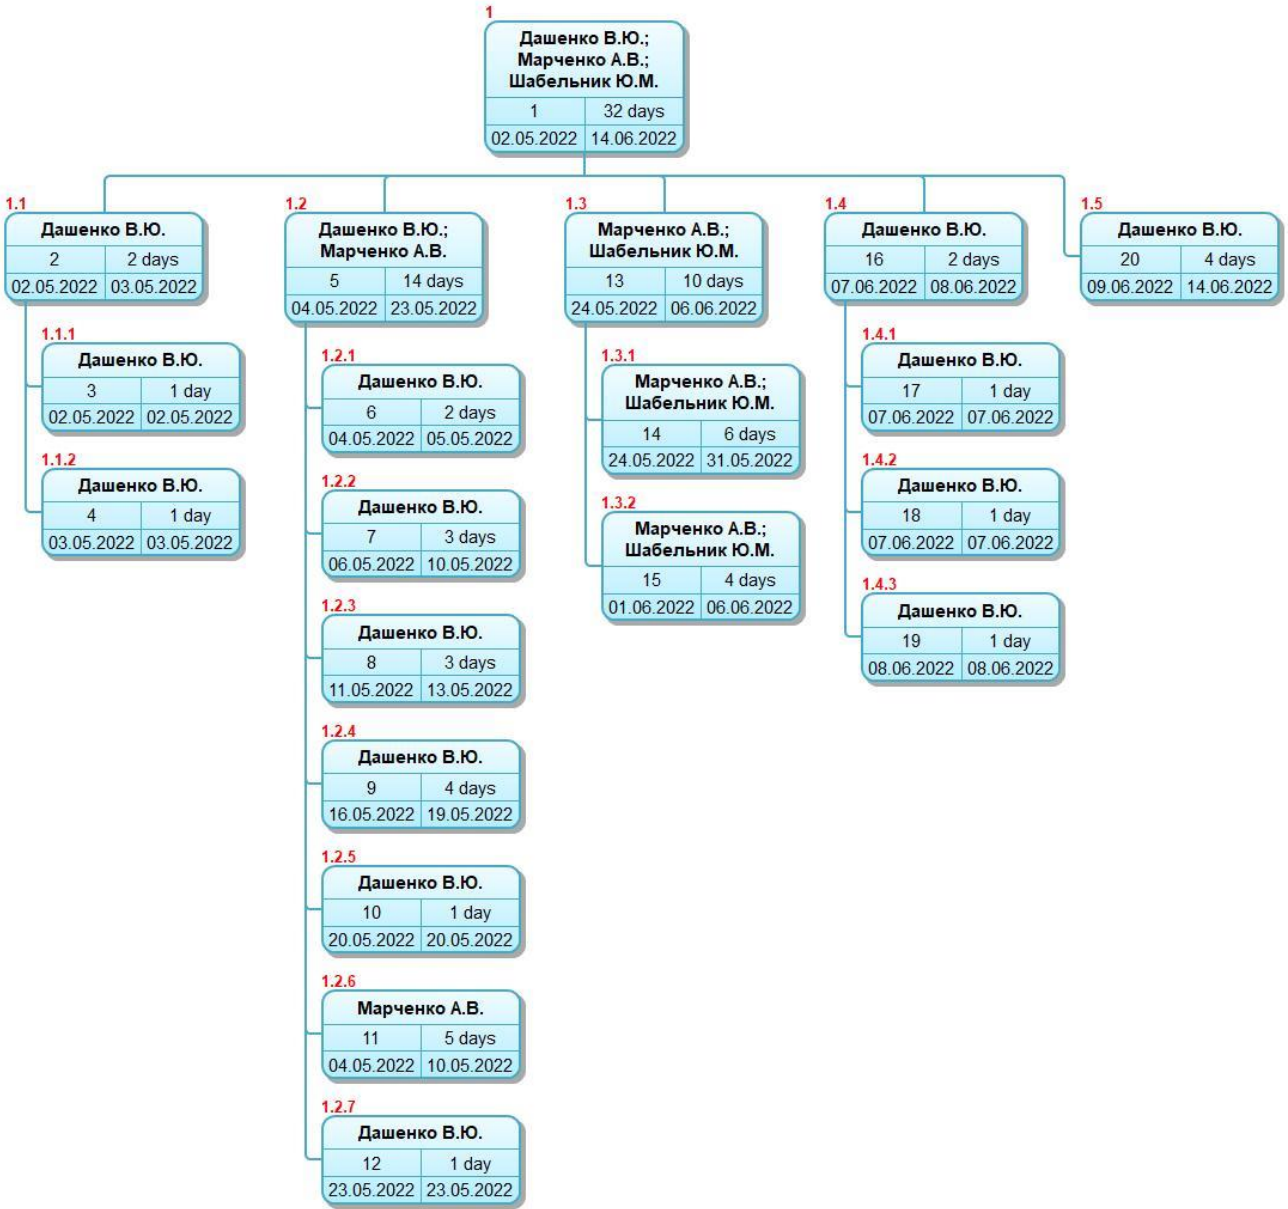 1
Дашенко В.Ю.;
Марченко А.В.;
Шабельник Ю.М.
1 32 days
02.05.2022 14.06.2022
1.1
Дашенко В.Ю.
2 2 days
02.05.2022 03.05.2022
1.1.1
Дашенко В.Ю.
3 1 day
02.05.2022 02.05.2022
1.1.2
Дашенко В.Ю.
4 1 day
03.05.2022 03.05.2022
1.2
Дашенко В.Ю.;
Марченко А.В.
5 14 days
04.05.2022 23.05.2022
1.2.1
Дашенко В.Ю.
6 2 days
04.05.2022 05.05.2022
1.2.2
Дашенко В.Ю.
7 3 days
06.05.2022 10.05.2022
1.2.3
Дашенко В.Ю.
8 3 days
11.05.2022 13.05.2022
1.2.4
Дашенко В.Ю.
9 4 days
16.05.2022 19.05.2022
1.2.5
Дашенко В.Ю.
10 1 day
20.05.2022 20.05.2022
1.2.6
Марченко А.В.
11 5 days
04.05.2022 10.05.2022
1.2.7
Дашенко В.Ю.
12 1 day
23.05.2022 23.05.2022
1.3
Марченко А.В.;
Шабельник Ю.М.
13 10 days
24.05.2022 06.06.2022
1.3.1
Марченко А.В.;
Шабельник Ю.М.
14 6 days
24.05.2022 31.05.2022
1.3.2
Марченко А.В.;
Шабельник Ю.М.
15 4 days
01.06.2022 06.06.2022
1.4
Дашенко В.Ю.
16 2 days
07.06.2022 08.06.2022
1.4.1
Дашенко В.Ю.
17 1 day
07.06.2022 07.06.2022
1.4.2
Дашенко В.Ю.
18 1 day
07.06.2022 07.06.2022
1.4.3
Дашенко В.Ю.
19 1 day
08.06.2022 08.06.2022
1.5
Дашенко В.Ю.
20 4 days
09.06.2022 14.06.2022